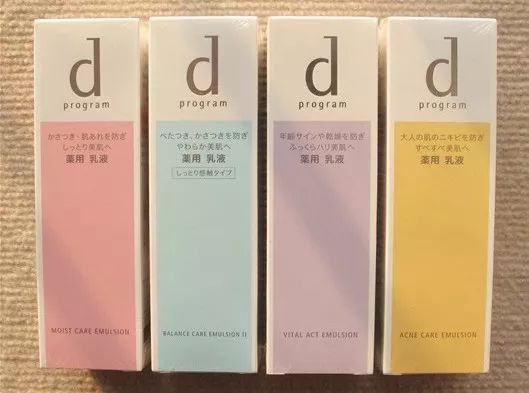 d
program
かさつき・肌あれを防ぎ
しっとり美肌へ
薬用 乳液
MOIST CARE EMULSION
d
program
べたつき、かさつきを防ぎ
やわらか美肌へ
薬用 乳液
しっとり感触タイプ
BALANCE CARE EMULSION II
d
program
年齢サインや乾燥を防ぎ
ふっくらハリ美肌へ
薬用 乳液
VITAL ACT EMULSION
d
program
大人の肌のニキビを防ぎ
すべすべ美肌へ
薬用 乳液
ACNE CARE EMULSION